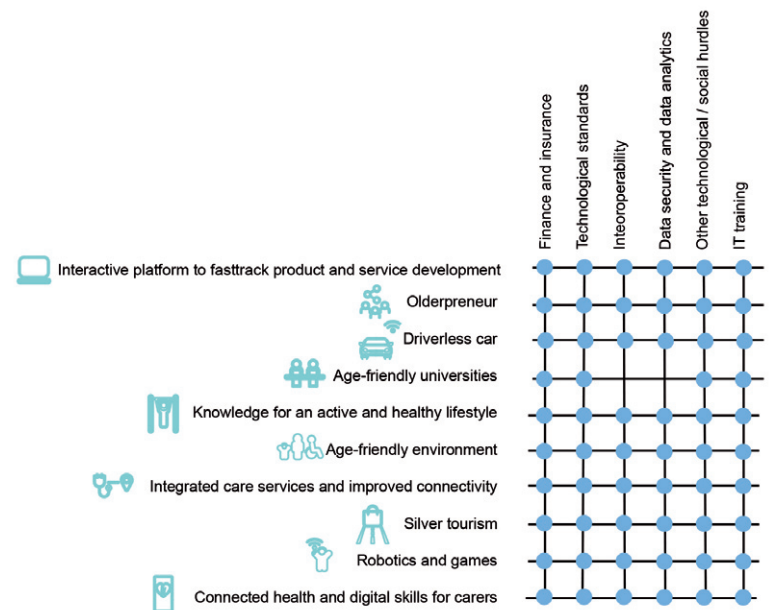 Finance and insurance
Technological standards
Inteoroperability
Data security and data analytics
Other technological / social hurdles
IT training
Interactive platform to fasttrack product and service development
Olderpreneur
Driverless car
Age-friendly universities
Knowledge for an active and healthy lifestyle
Age-friendly environment
Integrated care services and improved connectivity
Silver tourism
Robotics and games
Connected health and digital skills for carers